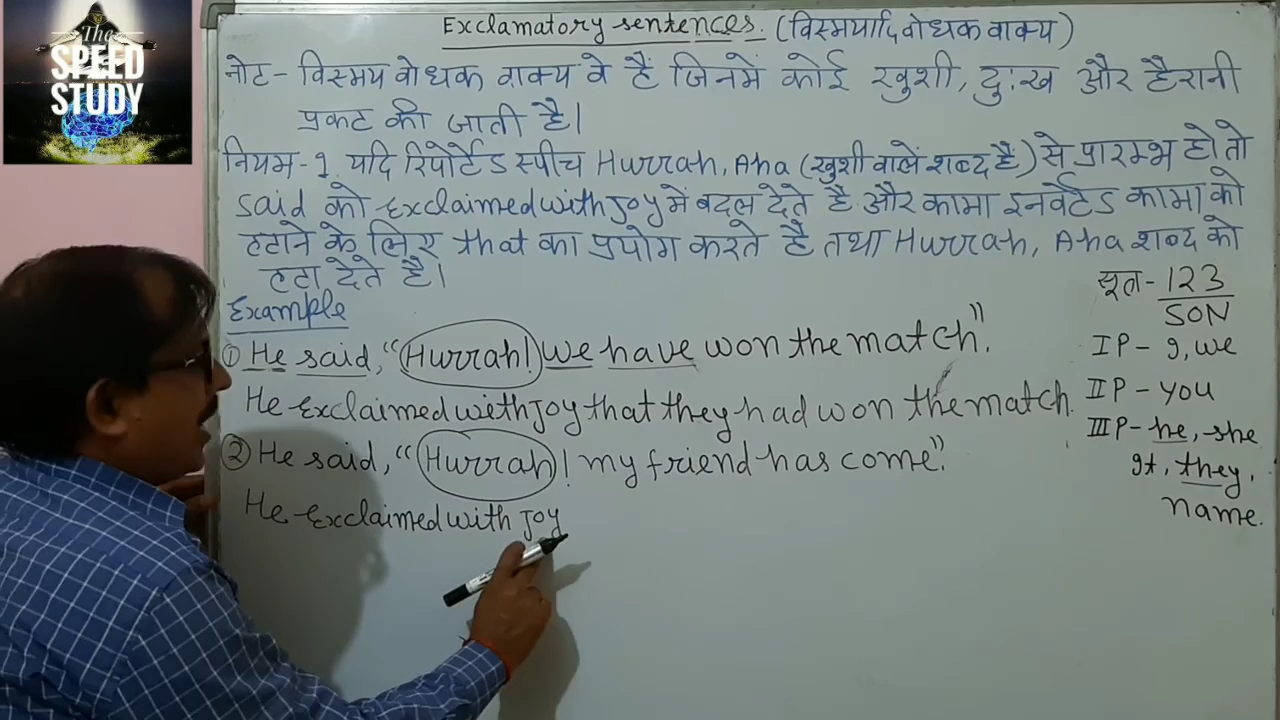 The
SPEED
STUDY
Exclamatory sentences. (विस्मयादि बोधक वाक्य)
नोट- विस्मय बोधक वाक्य वे हैं जिनमें कोई खुशी, दुःख और हैरानी
प्रकट की जाती है।
नियम-1. यदि रिपोर्टेड स्पीच Hurrah, Aha (खुशी वाले शब्द हैं) से प्रारम्भ हो तो
said को exclaimed with Joy में बदल देते है और कामा इनवर्टेड कामा को
हटाने के लिए that का प्रयोग करते हैं तथा Hurrah, Aha शब्द को
हटा देते है।
Example
① He said, "Hurrah! we have won the match."
He exclaimed with Joy that they had won the match.
② He said, "Hurrah! my friend has come."
He exclaimed with Joy
सूत्र- 123
SON
I P - I, we
II P - you
III P - he, she
It, they,
name.